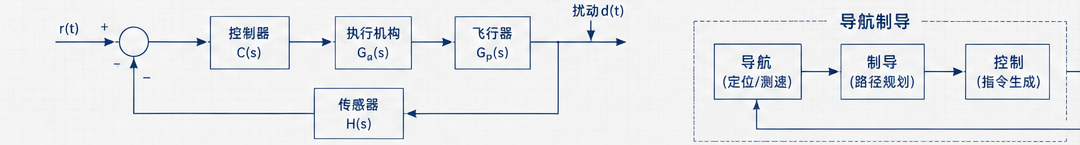 扰动d(t)
r(t)
+
控制器
C(s)
执行机构
Gₐ(s)
飞行器
Gₚ(s)
−
−
传感器
H(s)
导航制导
导航
(定位/测速)
制导
(路径规划)
控制
(指令生成)